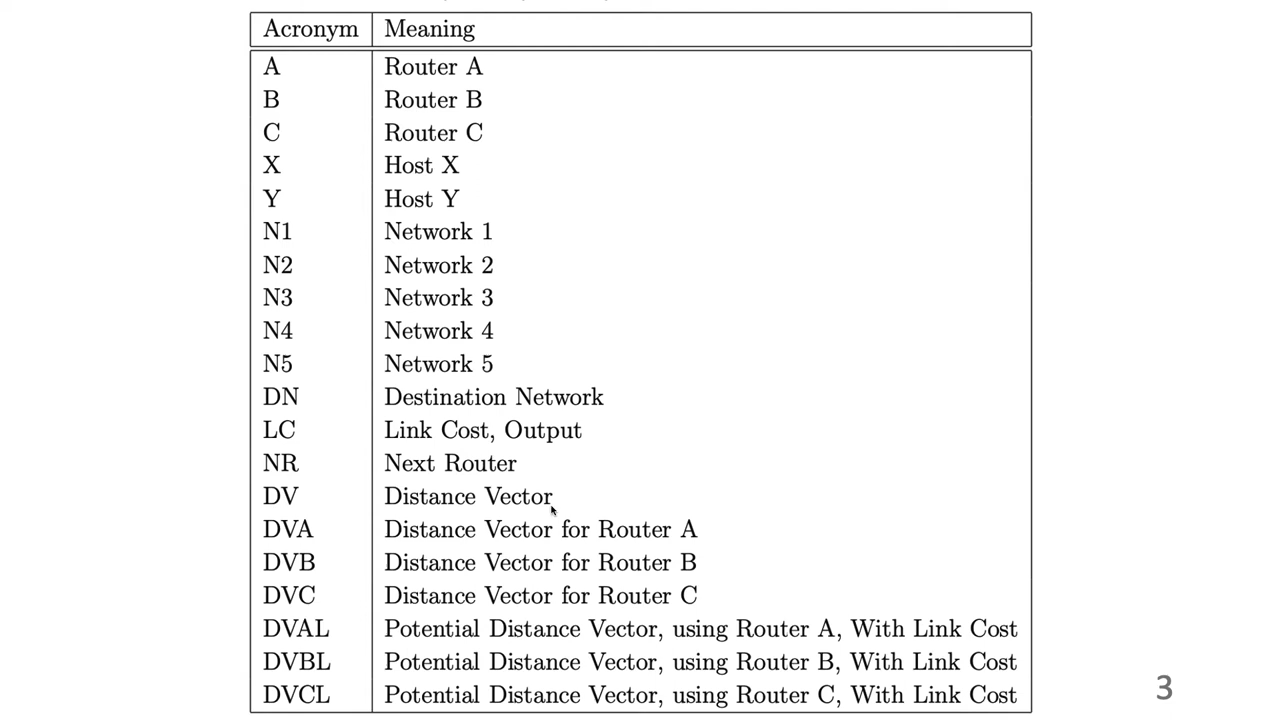 Acronym Meaning
A Router A
B Router B
C Router C
X Host X
Y Host Y
N1 Network 1
N2 Network 2
N3 Network 3
N4 Network 4
N5 Network 5
DN Destination Network
LC Link Cost, Output
NR Next Router
DV Distance Vector
DVA Distance Vector for Router A
DVB Distance Vector for Router B
DVC Distance Vector for Router C
DVAL Potential Distance Vector, using Router A, With Link Cost
DVBL Potential Distance Vector, using Router B, With Link Cost
DVCL Potential Distance Vector, using Router C, With Link Cost
3